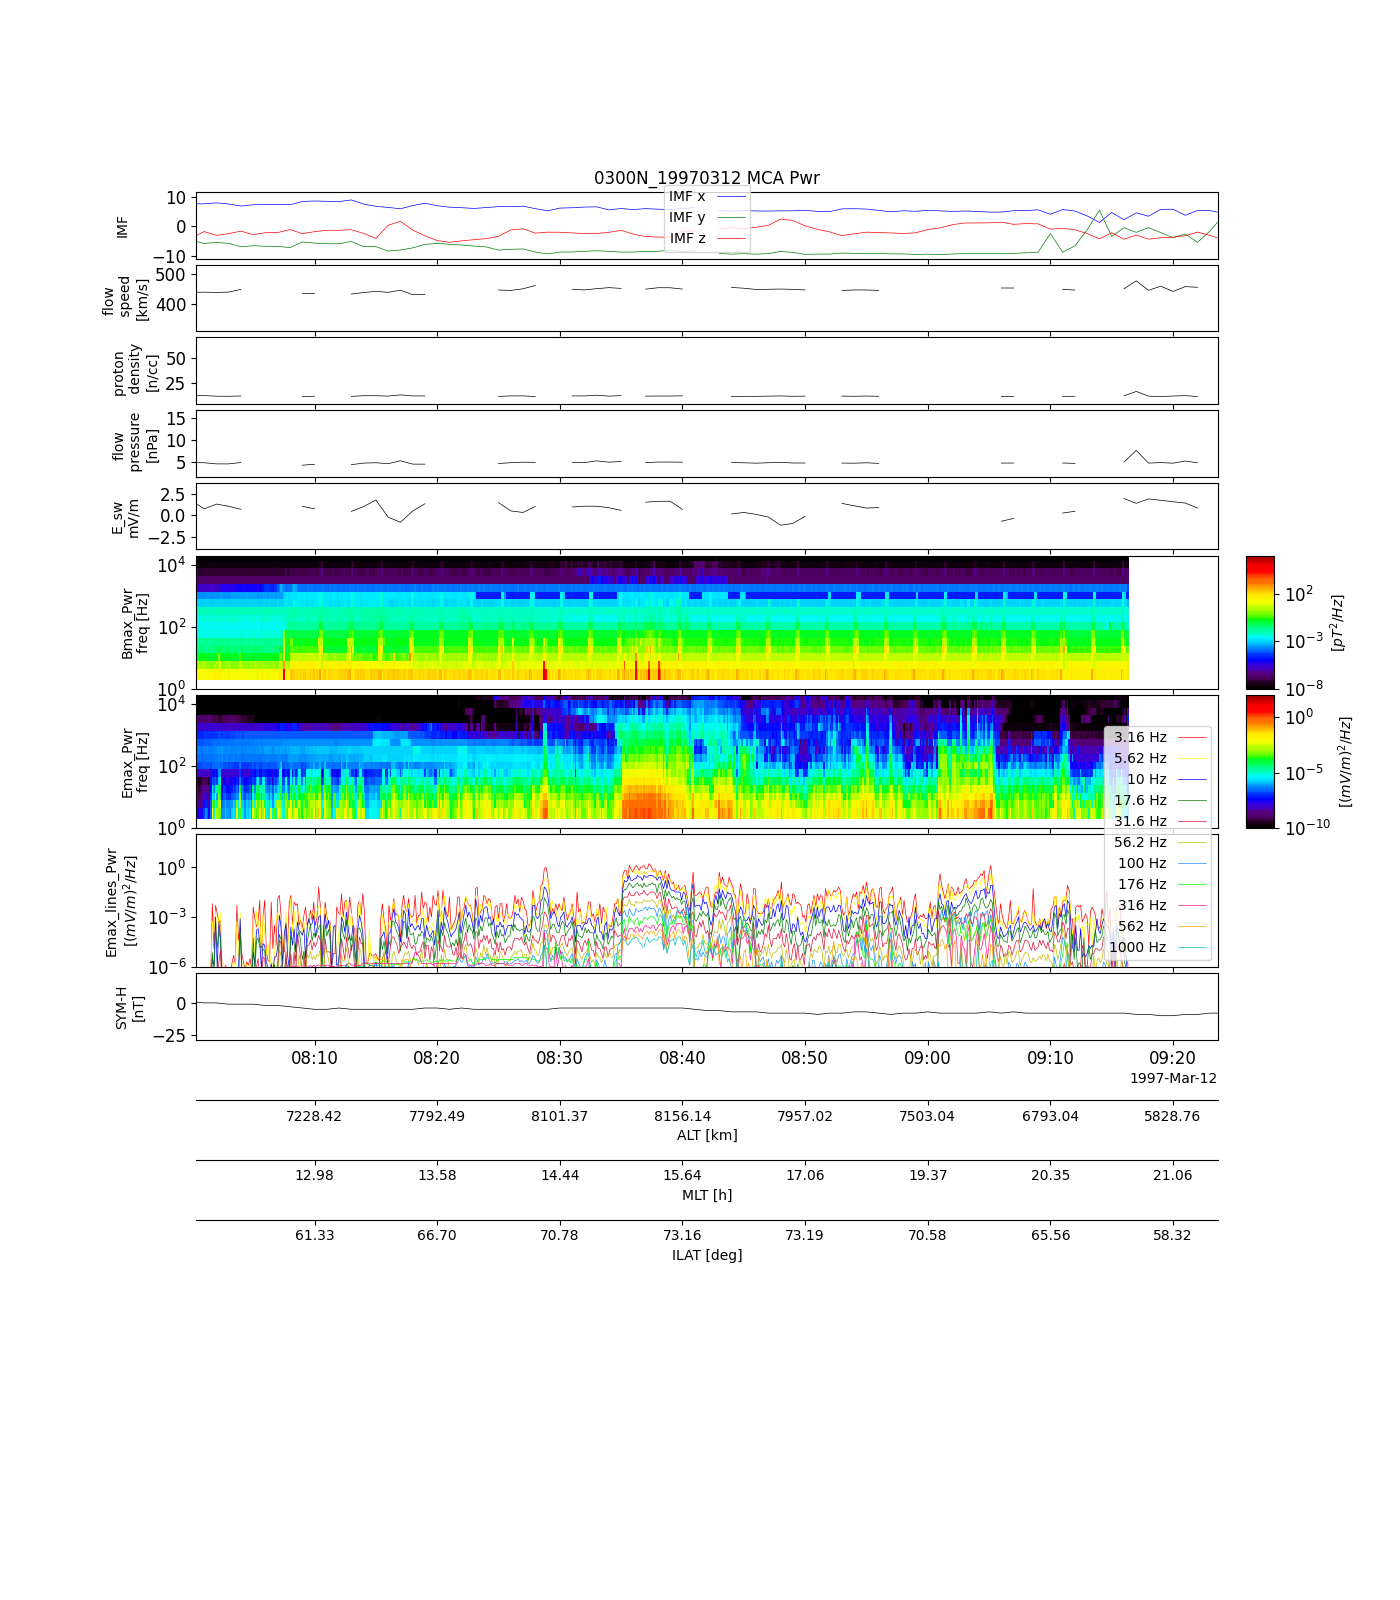 0300N_19970312 MCA Pwr
10
0
−10
IMF
IMF x
IMF y
IMF z
500
400
flow
speed
[km/s]
50
25
proton
density
[n/cc]
15
10
5
flow
pressure
[nPa]
2.5
0.0
−2.5
E_sw
mV/m
10^4
10^2
10^0
Bmax_Pwr
freq [Hz]
10^2
10^−3
10^−8
[pT^2/Hz]
10^4
10^2
10^0
Emax_Pwr
freq [Hz]
10^0
10^−5
10^−10
[(mV/m)^2/Hz]
3.16 Hz
5.62 Hz
10 Hz
17.6 Hz
31.6 Hz
56.2 Hz
100 Hz
176 Hz
316 Hz
562 Hz
1000 Hz
10^0
10^−3
10^−6
Emax_lines_Pwr
[(mV/m)^2/Hz]
0
−25
SYM-H
[nT]
08:10 08:20 08:30 08:40 08:50 09:00 09:10 09:20
1997-Mar-12
7228.42 7792.49 8101.37 8156.14 7957.02 7503.04 6793.04 5828.76
ALT [km]
12.98 13.58 14.44 15.64 17.06 19.37 20.35 21.06
MLT [h]
61.33 66.70 70.78 73.16 73.19 70.58 65.56 58.32
ILAT [deg]